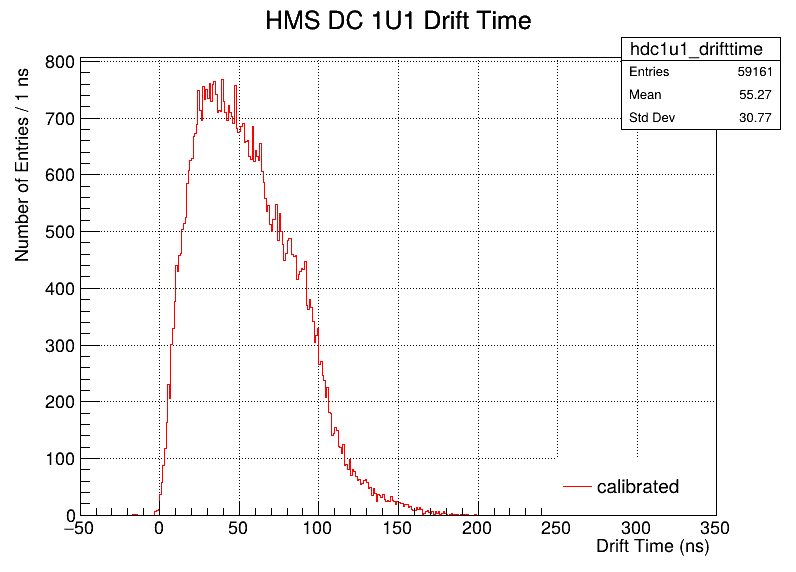 HMS DC 1U1 Drift Time
hdc1u1_drifttime
Entries 59161
Mean 55.27
Std Dev 30.77
Number of Entries / 1 ns
800
700
600
500
400
300
200
100
0
−50 0 50 100 150 200 250 300 350
Drift Time (ns)
calibrated